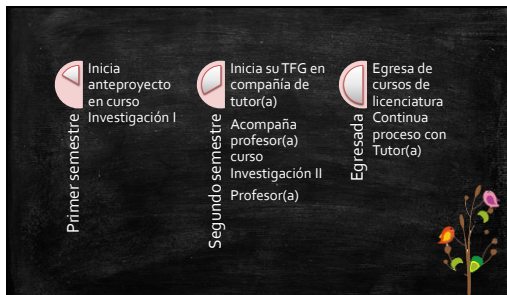 Primer semestre
Inicia
anteproyecto
en curso
Investigación I
Segundo semestre
Inicia su TFG en
compañía de
tutor(a)
Acompaña
profesor(a)
curso
Investigación II
Profesor(a)
Egresada
Egresa de
cursos de
licenciatura
Continua
proceso con
Tutor(a)